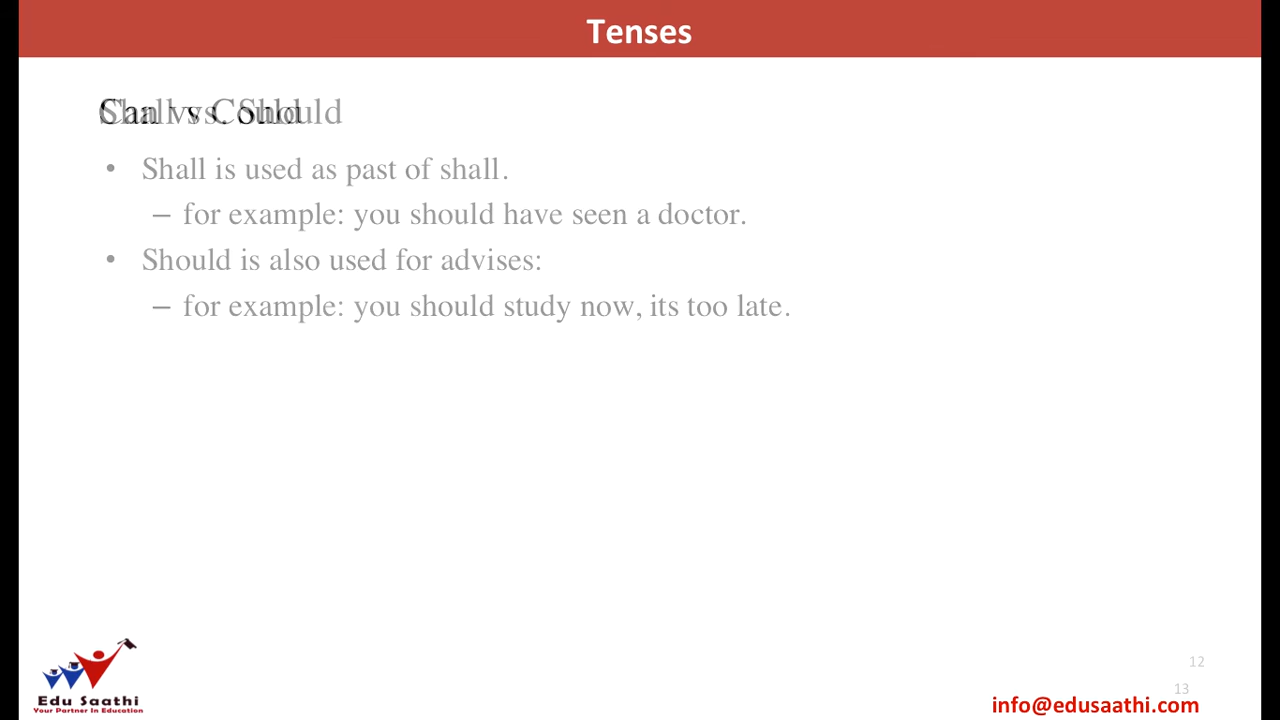 Tenses
Shall vs. Should
Can vs Could
• Shall is used as past of shall.
– for example: you should have seen a doctor.
• Should is also used for advises:
– for example: you should study now, its too late.
12
13
Edu Saathi
Your Partner In Education
info@edusaathi.com